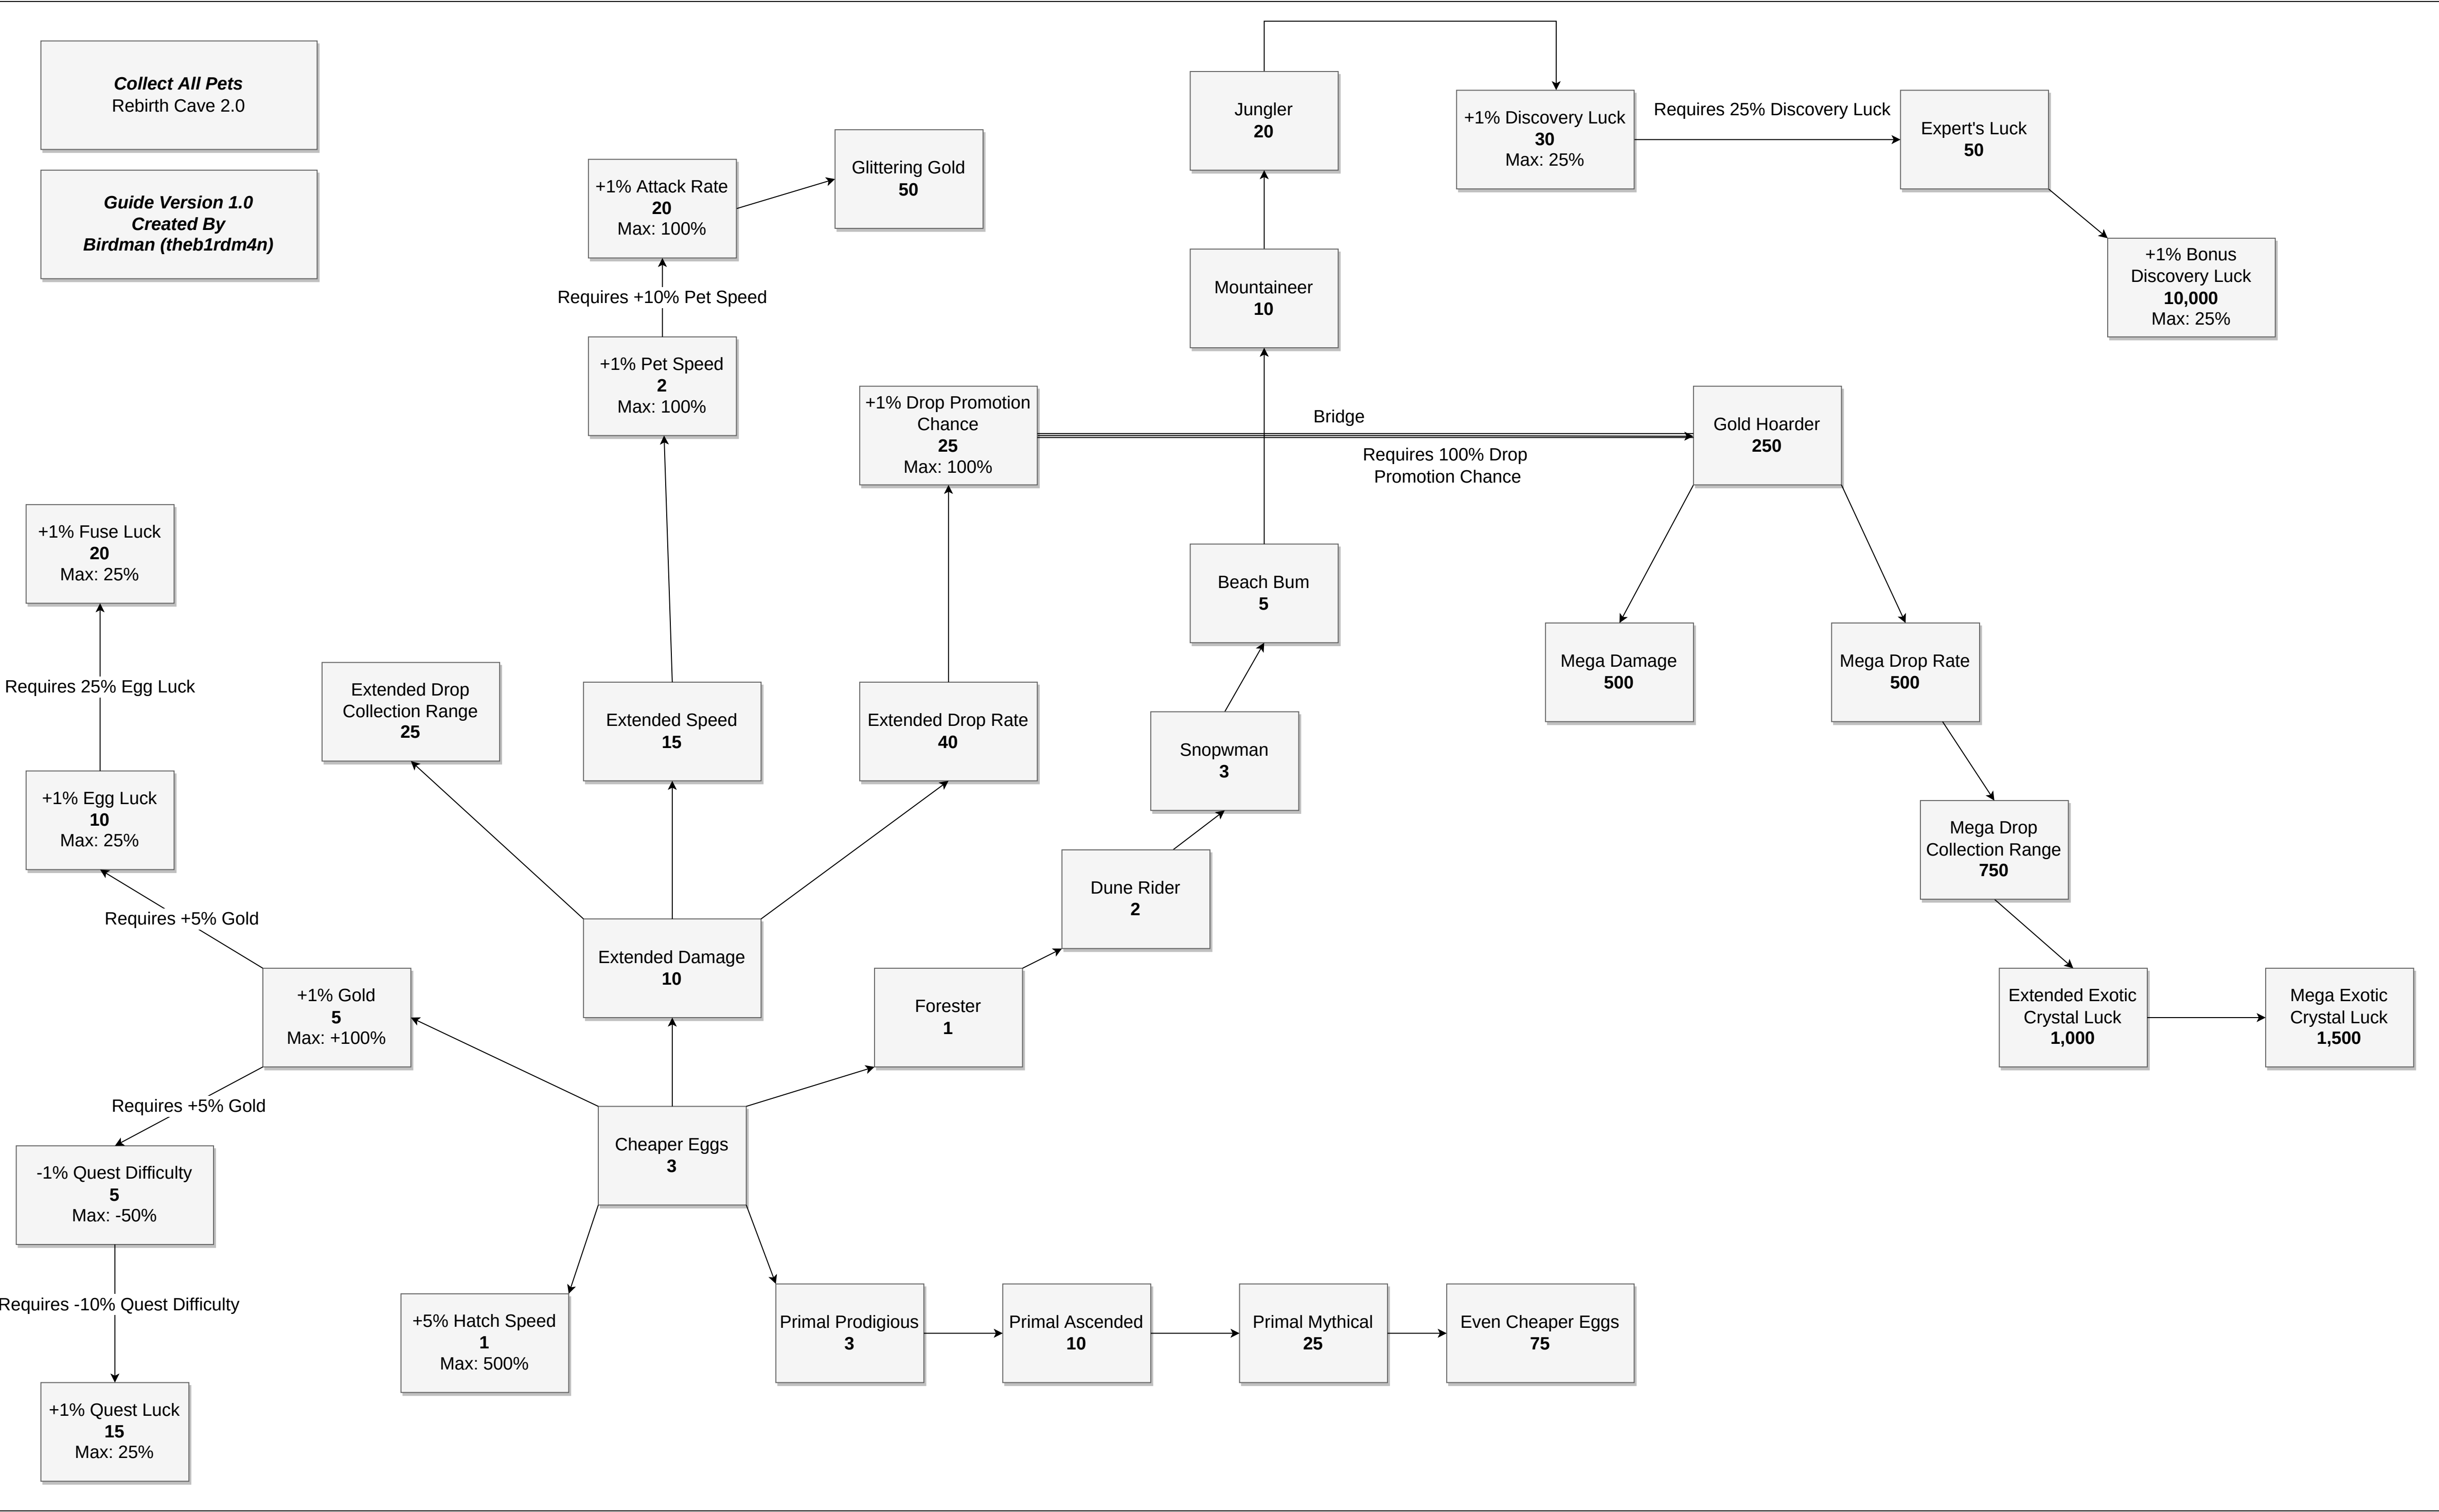 Collect All Pets
Rebirth Cave 2.0
Guide Version 1.0
Created By
Birdman (theb1rdm4n)
Jungler
20
+1% Discovery Luck
30
Max: 25%
Requires 25% Discovery Luck
Expert's Luck
50
+1% Bonus
Discovery Luck
10,000
Max: 25%
Glittering Gold
50
+1% Attack Rate
20
Max: 100%
Requires +10% Pet Speed
+1% Pet Speed
2
Max: 100%
Mountaineer
10
+1% Drop Promotion
Chance
25
Max: 100%
Bridge
Requires 100% Drop
Promotion Chance
Gold Hoarder
250
+1% Fuse Luck
20
Max: 25%
Requires 25% Egg Luck
+1% Egg Luck
10
Max: 25%
Requires +5% Gold
Extended Drop
Collection Range
25
Extended Speed
15
Extended Drop Rate
40
Beach Bum
5
Snopwman
3
Dune Rider
2
Mega Damage
500
Mega Drop Rate
500
Mega Drop
Collection Range
750
Extended Exotic
Crystal Luck
1,000
Mega Exotic
Crystal Luck
1,500
+1% Gold
5
Max: +100%
Extended Damage
10
Forester
1
Requires +5% Gold
-1% Quest Difficulty
5
Max: -50%
Cheaper Eggs
3
Requires -10% Quest Difficulty
+1% Quest Luck
15
Max: 25%
+5% Hatch Speed
1
Max: 500%
Primal Prodigious
3
Primal Ascended
10
Primal Mythical
25
Even Cheaper Eggs
75